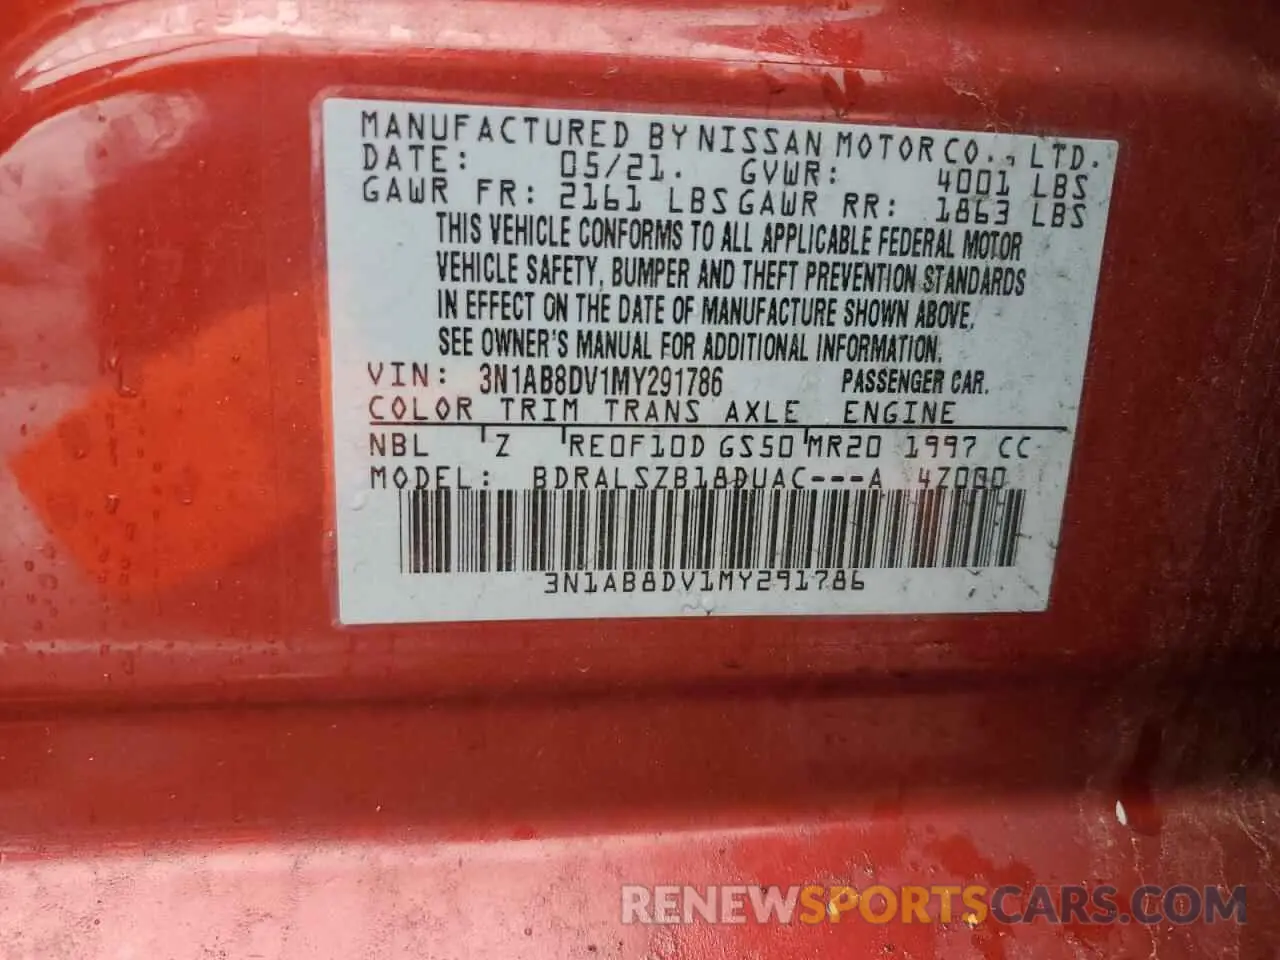 MANUFACTURED BY NISSAN MOTOR CO., LTD.
DATE: 05/21. GVWR: 4001 LBS
GAWR FR: 2161 LBS GAWR RR: 1863 LBS
THIS VEHICLE CONFORMS TO ALL APPLICABLE FEDERAL MOTOR
VEHICLE SAFETY, BUMPER AND THEFT PREVENTION STANDARDS
IN EFFECT ON THE DATE OF MANUFACTURE SHOWN ABOVE.
SEE OWNER'S MANUAL FOR ADDITIONAL INFORMATION.
VIN: 3N1AB8DV1MY291786 PASSENGER CAR.
COLOR TRIM TRANS AXLE ENGINE
NBL Z RE0F10D GS50 MR20 1997 CC
MODEL: BDRALSZB18DUAC---A 4Z000
3N1AB8DV1MY291786
RENEWSPORTSCARS.COM